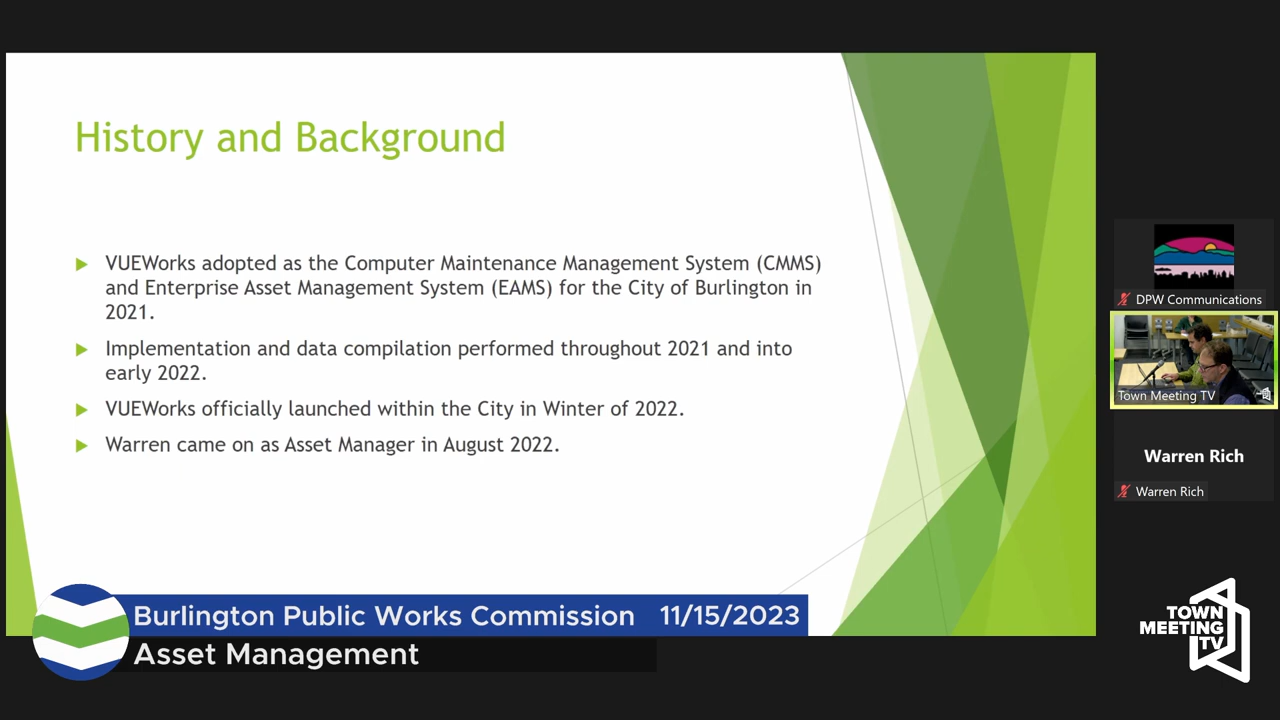 History and Background
VUEWorks adopted as the Computer Maintenance Management System (CMMS)
and Enterprise Asset Management System (EAMS) for the City of Burlington in
2021.
Implementation and data compilation performed throughout 2021 and into
early 2022.
VUEWorks officially launched within the City in Winter of 2022.
Warren came on as Asset Manager in August 2022.
DPW Communications
Town Meeting TV
Warren Rich
Warren Rich
Burlington Public Works Commission 11/15/2023
Asset Management
TOWN
MEETING
TV